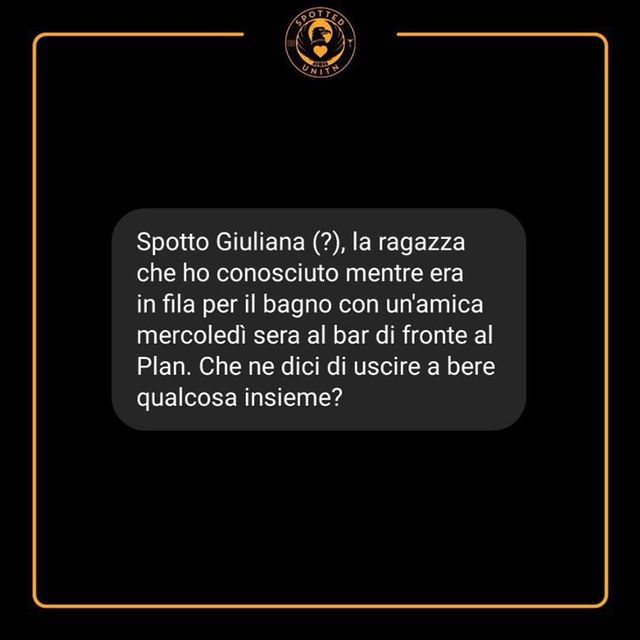 SPOTTED
UNITN
Spotto Giuliana (?), la ragazza
che ho conosciuto mentre era
in fila per il bagno con un'amica
mercoledì sera al bar di fronte al
Plan. Che ne dici di uscire a bere
qualcosa insieme?